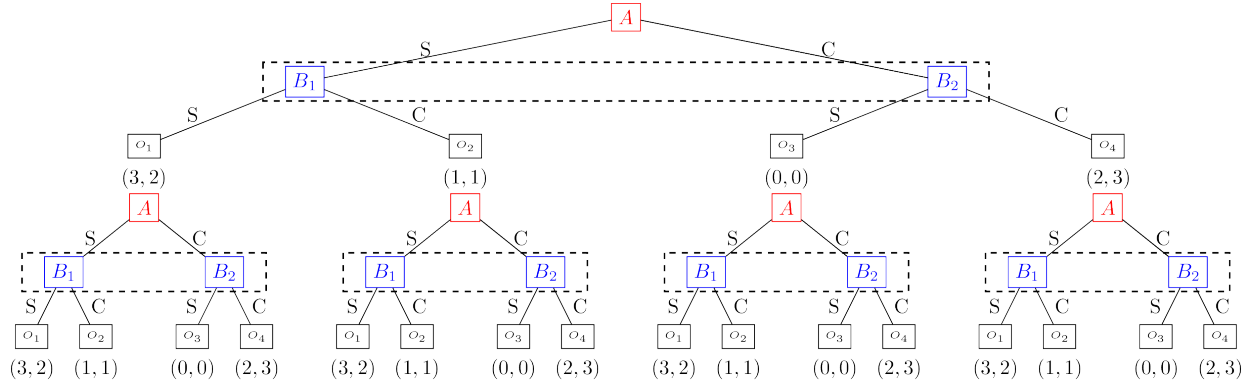 A
S C
B₁ B₂
S C S C
O₁ O₂ O₃ O₄
(3, 2) (1, 1) (0, 0) (2, 3)
A A A A
S C S C S C S C
B₁ B₂ B₁ B₂ B₁ B₂ B₁ B₂
S C S C S C S C S C S C S C S C
O₁ O₂ O₃ O₄ O₁ O₂ O₃ O₄ O₁ O₂ O₃ O₄ O₁ O₂ O₃ O₄
(3, 2) (1, 1) (0, 0) (2, 3) (3, 2) (1, 1) (0, 0) (2, 3) (3, 2) (1, 1) (0, 0) (2, 3) (3, 2) (1, 1) (0, 0) (2, 3)